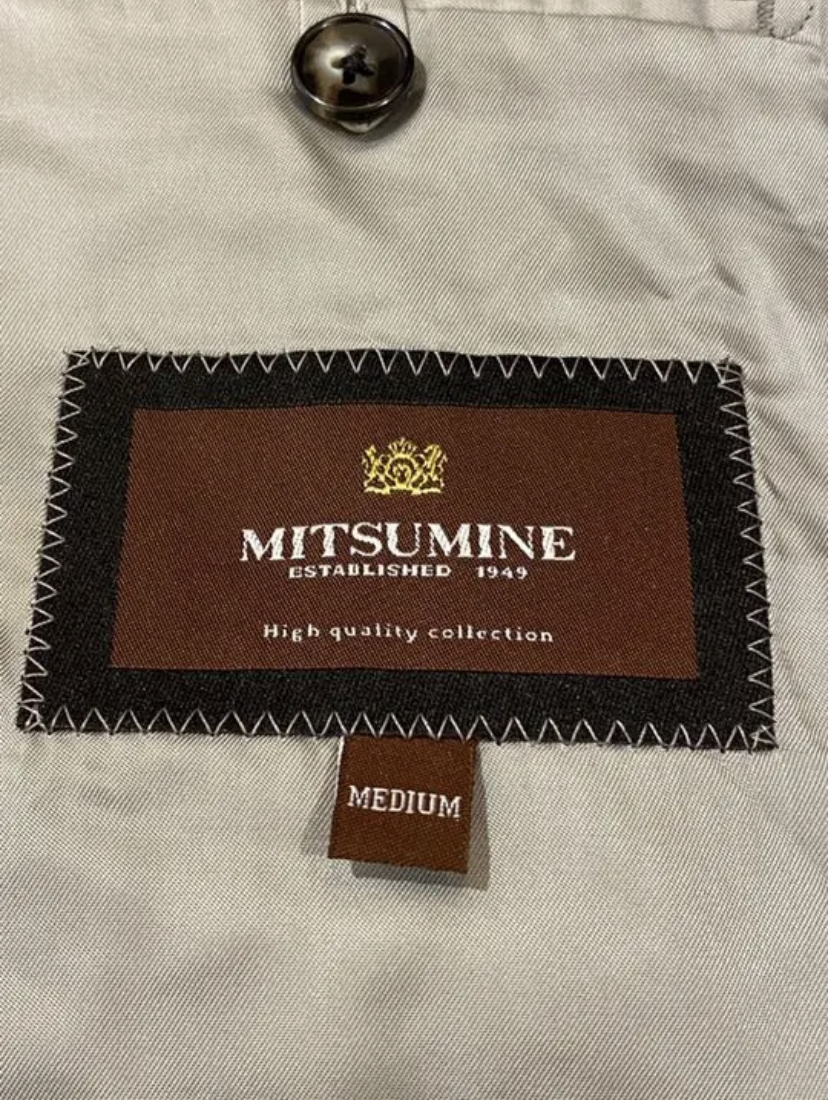 MITSUMINE
ESTABLISHED 1949
High quality collection
MEDIUM